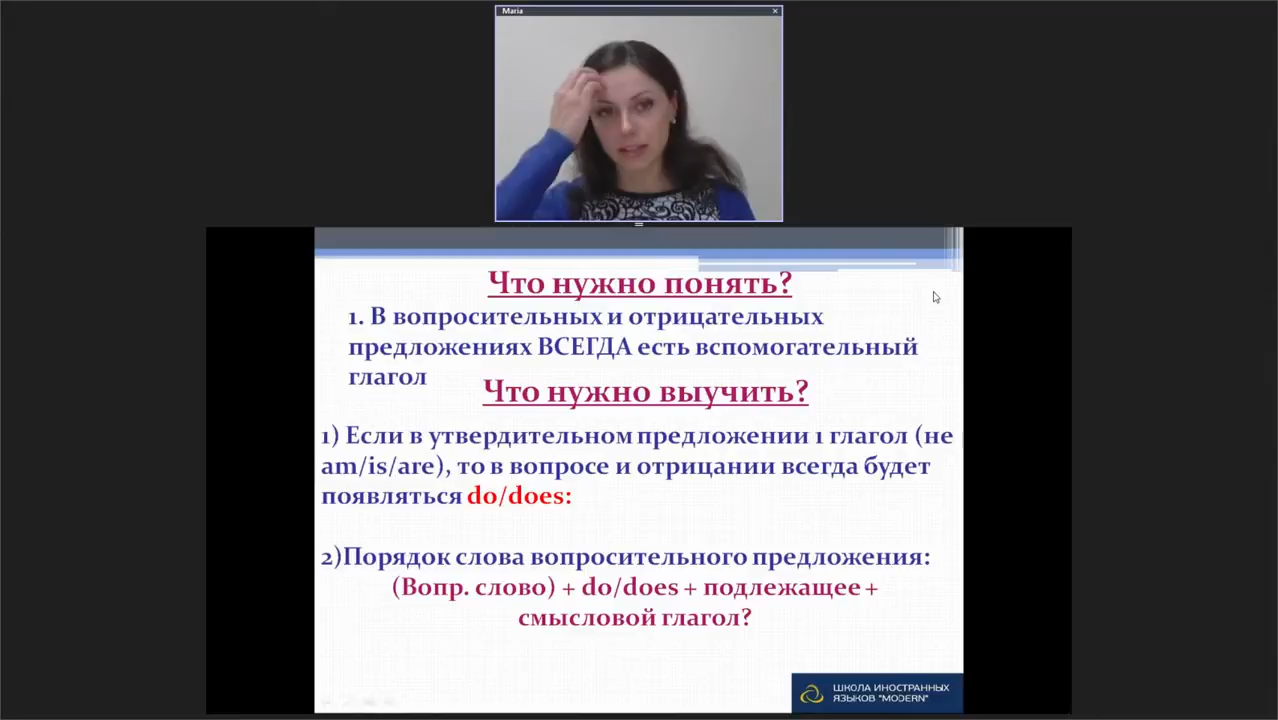 Maria
Что нужно понять?
1. В вопросительных и отрицательных
предложениях ВСЕГДА есть вспомогательный
глагол
Что нужно выучить?
1) Если в утвердительном предложении 1 глагол (не
am/is/are), то в вопросе и отрицании всегда будет
появляться do/does:
2)Порядок слова вопросительного предложения:
(Вопр. слово) + do/does + подлежащее +
смысловой глагол?
ШКОЛА ИНОСТРАННЫХ
ЯЗЫКОВ "MODERN"